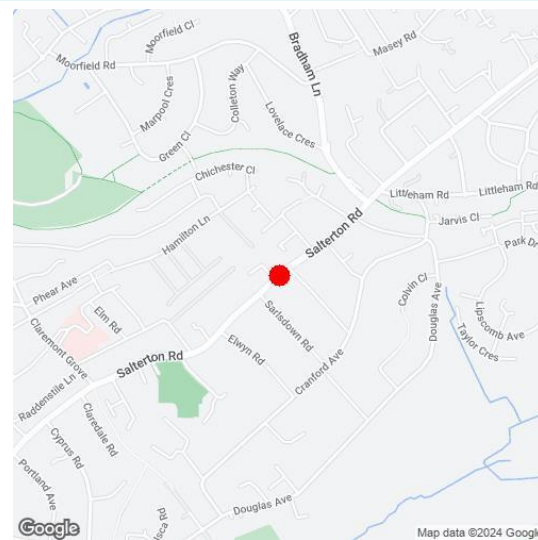 Moorfield Cl
Moorfield Rd
Marpool Cres
Colleton Way
Bradham Ln
Masey Rd
Lovelace Cres
Green Cl
Chichester Cl
Littleham Rd
Littleham Rd
Jarvis Cl
Hamilton Ln
Salterton Rd
Park Dr
Phear Ave
Colvin Cl
Douglas Ave
Elm Rd
Claremont Grove
Sarlsdown Rd
Lipscomb Ave
Taylor Cres
Elwyn Rd
Salterton Rd
Raddenstile Ln
Cranford Ave
Claredale Rd
Cyprus Rd
Portland Ave
Isca Rd
Douglas Ave
Google
Map data ©2024 Google